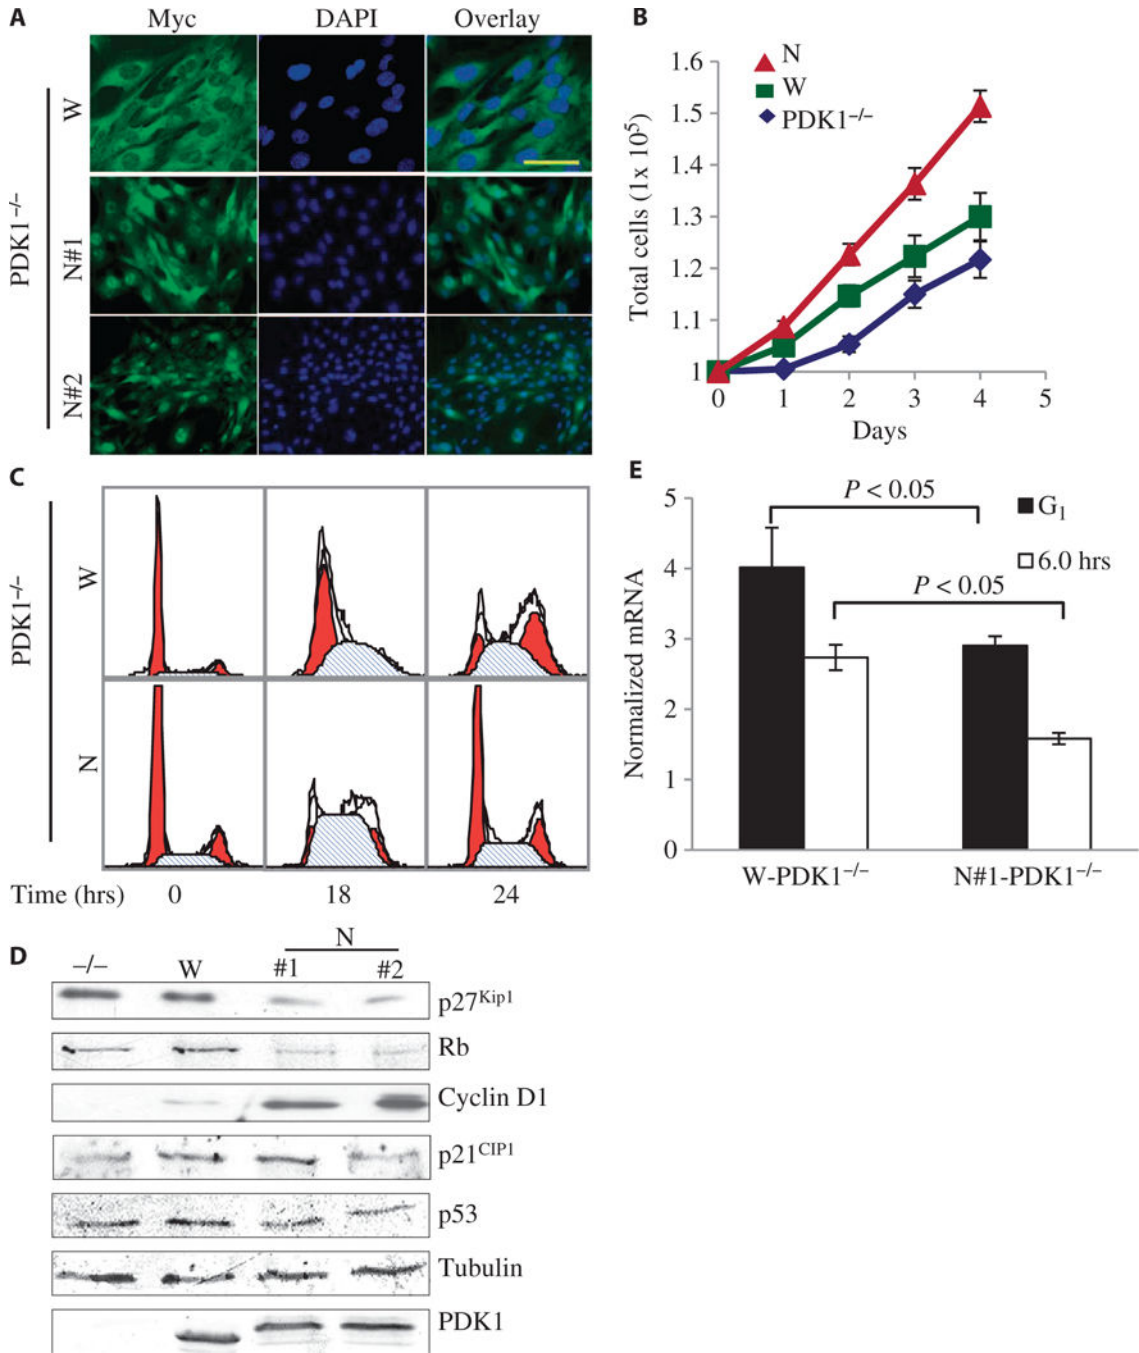 A
Myc DAPI Overlay
PDK1−/−
W
N#1
N#2
B
N
W
PDK1−/−
Total cells (1x 10⁵)
1.6
1.5
1.4
1.3
1.2
1.1
1
0 1 2 3 4 5
Days
C
PDK1−/−
W
N
Time (hrs) 0 18 24
E
P < 0.05
G₁
6.0 hrs
P < 0.05
Normalized mRNA
5
4
3
2
1
0
W-PDK1−/− N#1-PDK1−/−
D
N
−/− W #1 #2
p27Kip1
Rb
Cyclin D1
p21CIP1
p53
Tubulin
PDK1